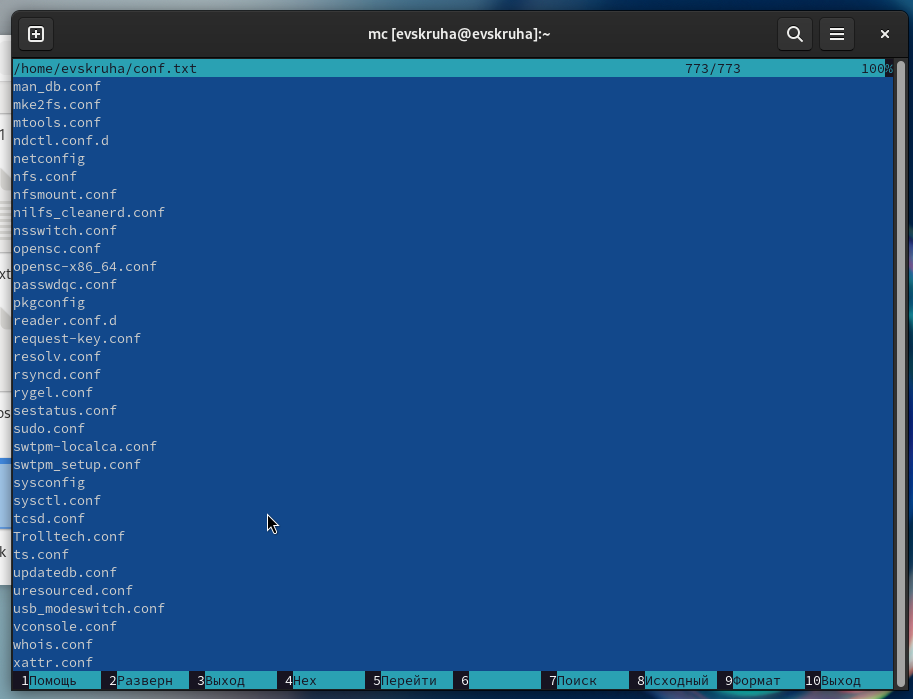 mc [evskruha@evskruha]:~
/home/evskruha/conf.txt 773/773 100%
man_db.conf
mke2fs.conf
mtools.conf
ndctl.conf.d
netconfig
nfs.conf
nfsmount.conf
nilfs_cleanerd.conf
nsswitch.conf
opensc.conf
opensc-x86_64.conf
passwdqc.conf
pkgconfig
reader.conf.d
request-key.conf
resolv.conf
rsyncd.conf
rygel.conf
sestatus.conf
sudo.conf
swtpm-localca.conf
swtpm_setup.conf
sysconfig
sysctl.conf
tcsd.conf
Trolltech.conf
ts.conf
updatedb.conf
uresourced.conf
usb_modeswitch.conf
vconsole.conf
whois.conf
xattr.conf
1Помощь 2Разверн 3Выход 4Hex 5Перейти 6 7Поиск 8Исходный 9Формат 10Выход